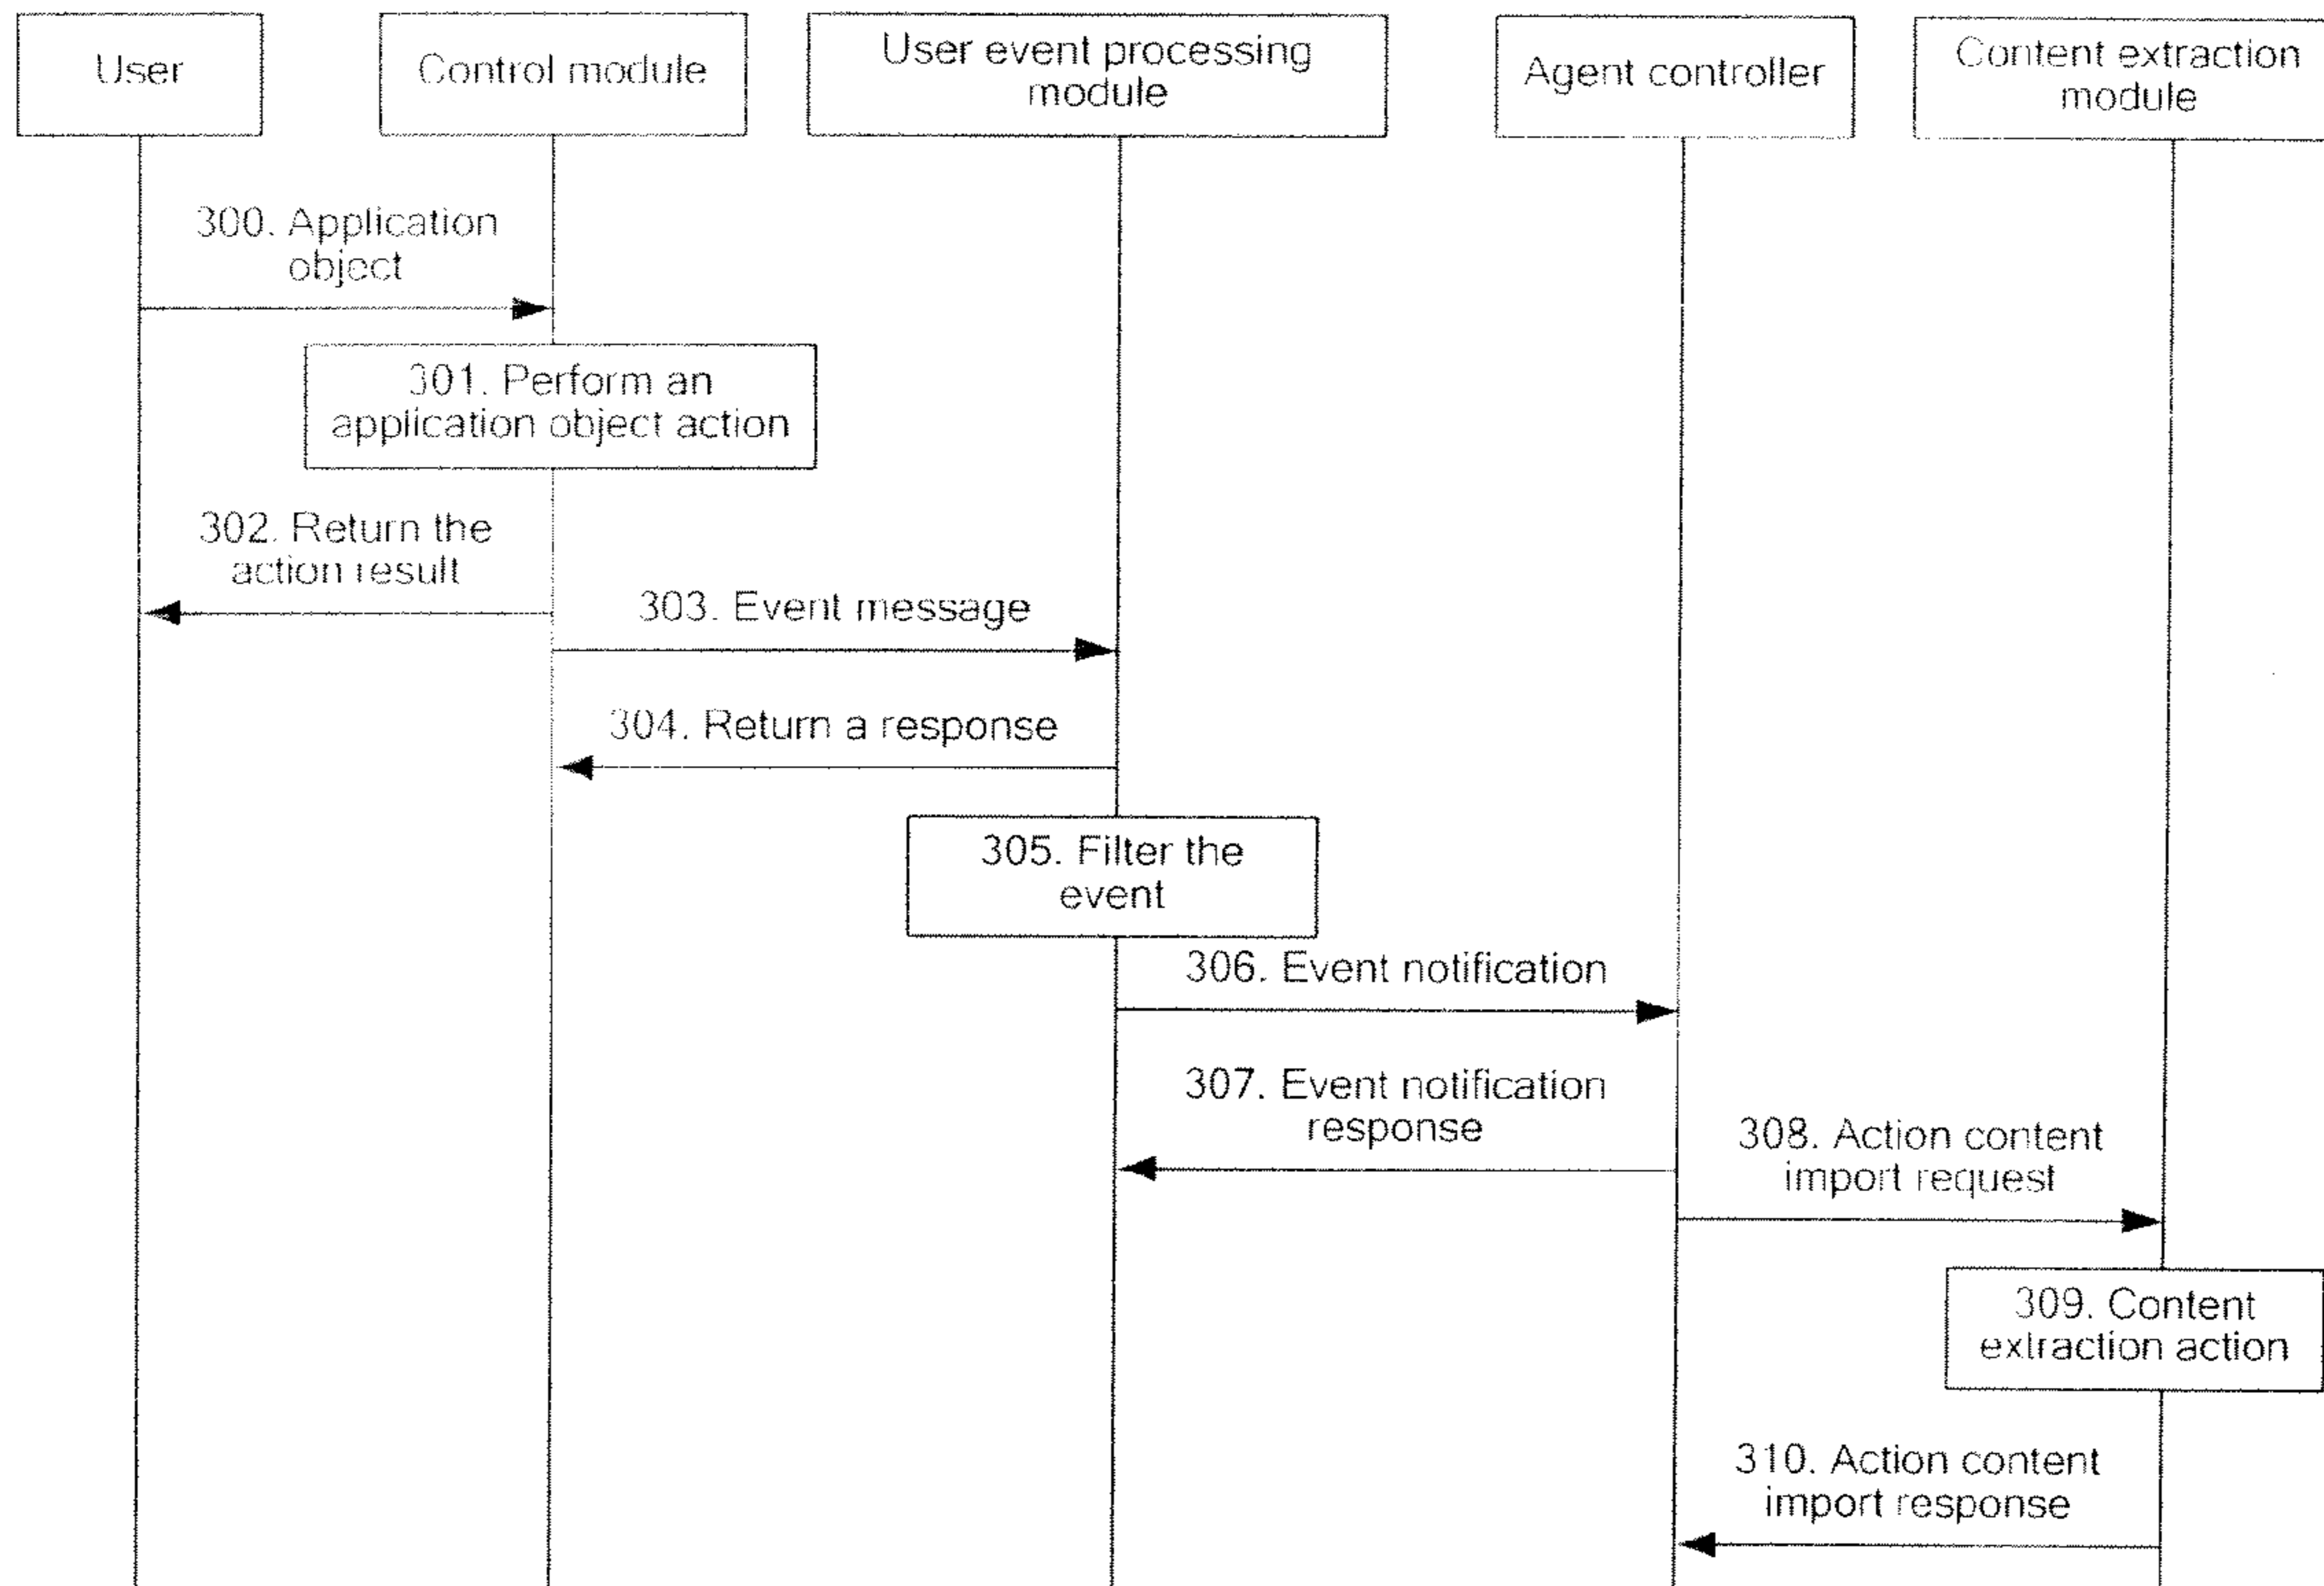 User
Control module
User event processing
module
Agent controller
Content extraction
module
300. Application
object
301. Perform an
application object action
302. Return the
action result
303. Event message
304. Return a response
305. Filter the
event
306. Event notification
307. Event notification
response
308. Action content
import request
309. Content
extraction action
310. Action content
import response